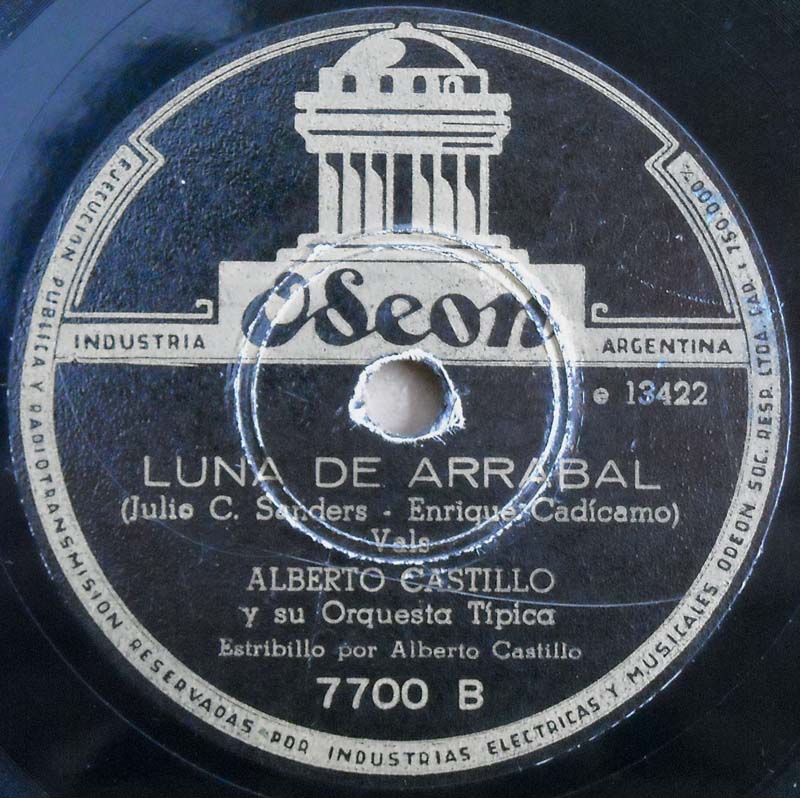 Odeon
INDUSTRIA ARGENTINA
e 13422
LUNA DE ARRABAL
(Julio C. Sanders - Enrique Cadícamo)
Vals
ALBERTO CASTILLO
y su Orquesta Típica
Estribillo por Alberto Castillo
7700 B
EJECUCION PUBLICA Y RADIOTRANSMISION RESERVADAS POR INDUSTRIAS ELECTRICAS Y MUSICALES ODEON SOC. RESP. LTDA. CAP. $ 750.000 %